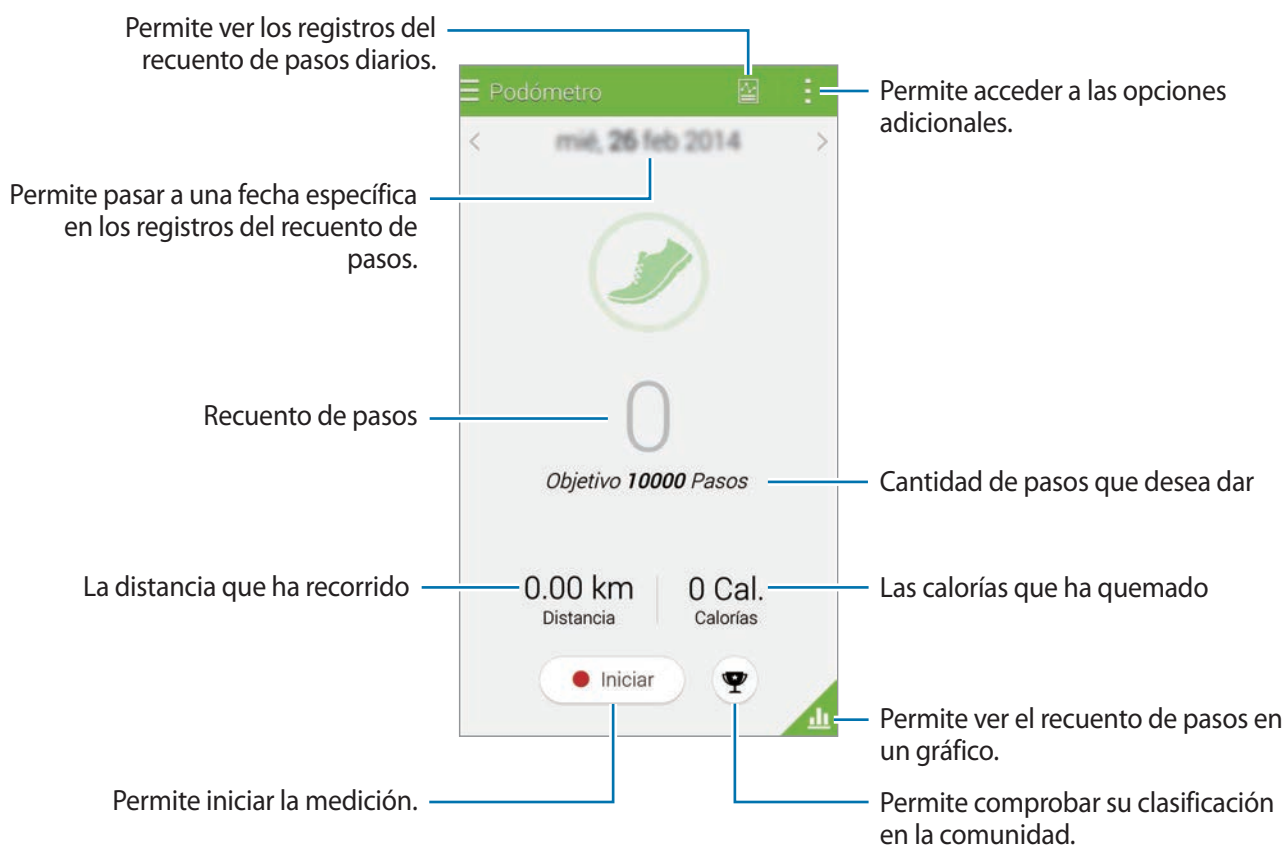 Permite ver los registros del
recuento de pasos diarios.
Podómetro
Permite acceder a las opciones
adicionales.
mié, 26 feb 2014
Permite pasar a una fecha específica
en los registros del recuento de
pasos.
Recuento de pasos
0
Objetivo 10000 Pasos
Cantidad de pasos que desea dar
La distancia que ha recorrido
0.00 km
Distancia
0 Cal.
Calorías
Las calorías que ha quemado
Iniciar
Permite ver el recuento de pasos en
un gráfico.
Permite iniciar la medición.
Permite comprobar su clasificación
en la comunidad.